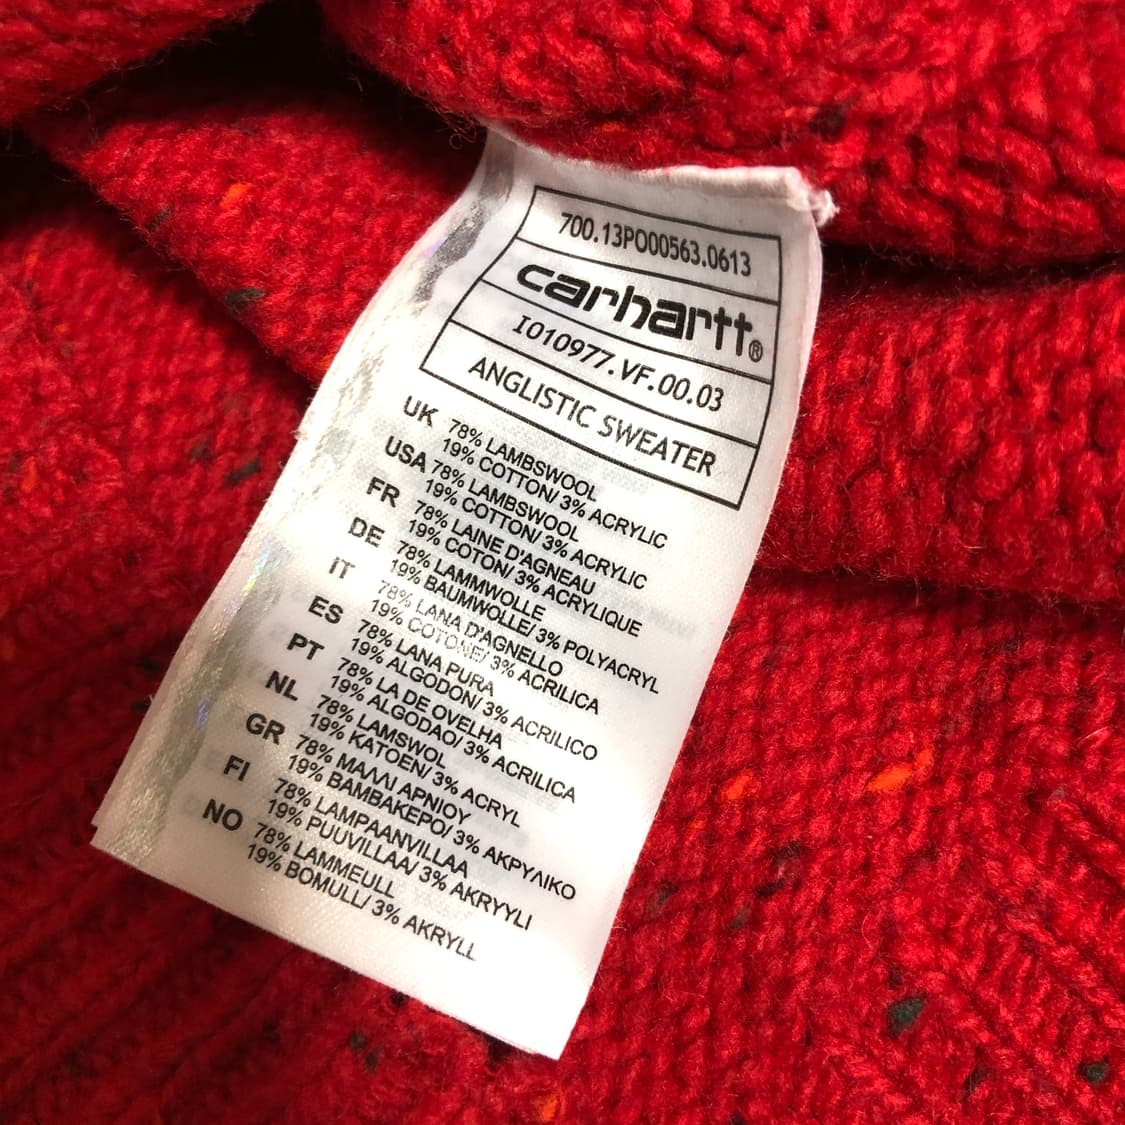 700.13PO00563.0613
carhartt®
IO10977.VF.00.03
ANGLISTIC SWEATER
UK 78% LAMBSWOOL
19% COTTON/ 3% ACRYLIC
USA 78% LAMBSWOOL
19% COTTON/ 3% ACRYLIC
FR 78% LAINE D'AGNEAU
19% COTON/ 3% ACRYLIQUE
DE 78% LAMMWOLLE
19% BAUMWOLLE/ 3% POLYACRYL
IT 78% LANA D'AGNELLO
19% COTONE/ 3% ACRILICA
ES 78% LANA PURA
19% ALGODON/ 3% ACRILICO
PT 78% LA DE OVELHA
19% ALGODAO/ 3% ACRILICA
NL 78% LAMSWOL
19% KATOEN/ 3% ACRYL
GR 78% ΜΑΛΛΙ ΑΡΝΙΟΥ
19% ΒΑΜΒΑΚΕΡΟ/ 3% ΑΚΡΥΛΙΚΟ
FI 78% LAMPAANVILLAA
19% PUUVILLAA/ 3% AKRYYLI
NO 78% LAMMEULL
19% BOMULL/ 3% AKRYLL